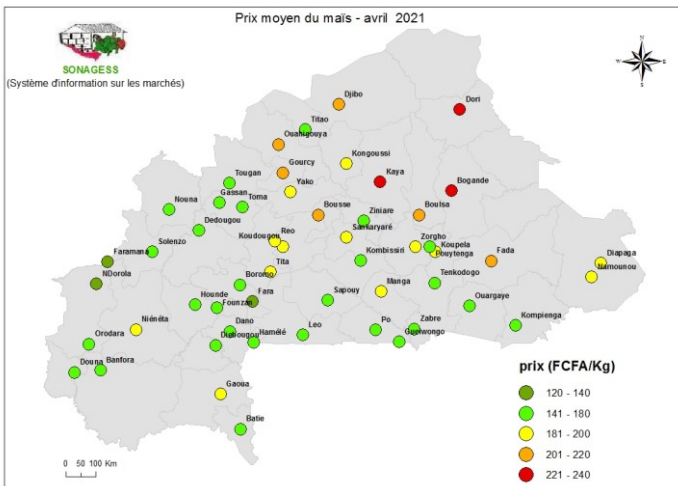 Prix moyen du maïs - avril 2021
SONAGESS
(Système d'information sur les marchés)
Djibo
Dori
Titao
Ouahigouya
Kongoussi
Gourcy
Kaya
Tougan
Yako
Bogande
Gassan
Toma
Nouna
Bousse
Ziniare
Boulsa
Dedougou
Sankaryaré
Koudougou
Reo
Zorgho
Koupela
Pouytenga
Solenzo
Kombissiri
Faramana
Fada
Diapaga
Tita
Namounou
NDorola
Boromo
Tenkodogo
Manga
Fara
Sapouy
Hounde
Founzan
Ouargaye
Niénéta
Dano
Leo
Po
Zabre
Kompienga
Orodara
Diebougou
Hamélé
Guelwongo
Douna
Banfora
Gaoua
Batie
prix (FCFA/Kg)
120 - 140
141 - 180
181 - 200
201 - 220
221 - 240
0 50 100 Km